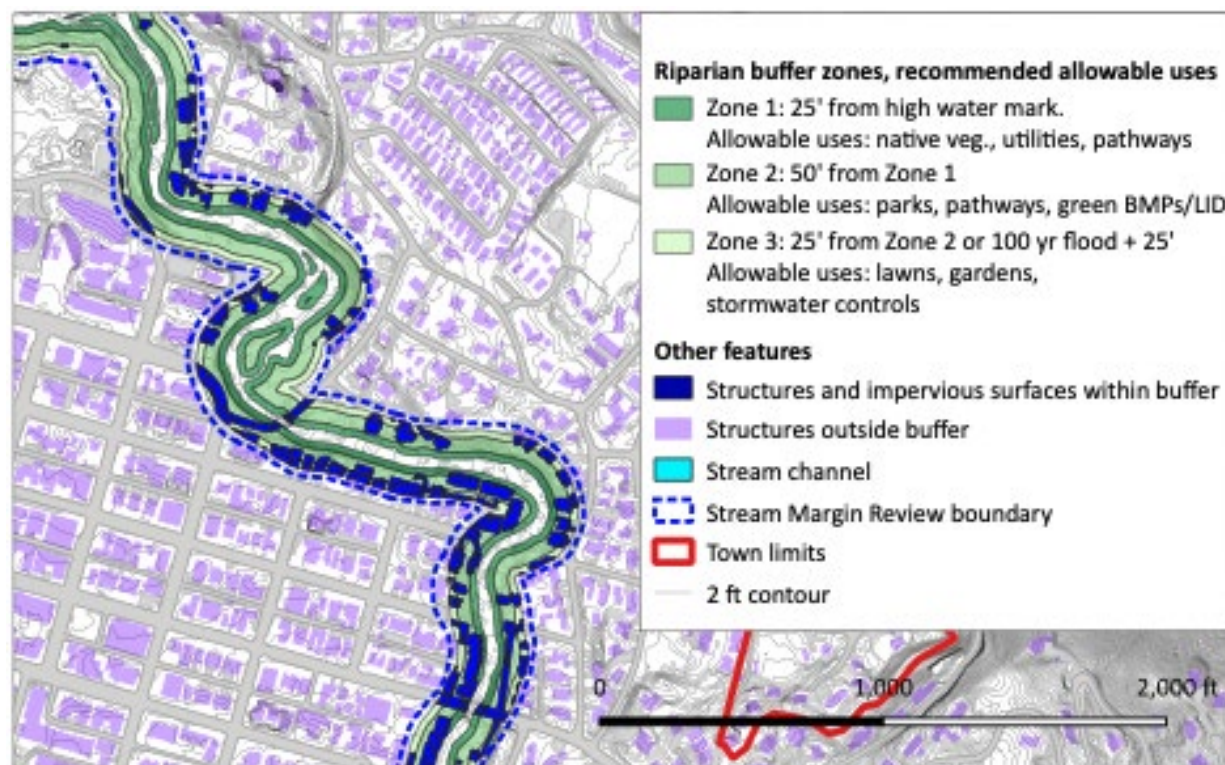 Riparian buffer zones, recommended allowable uses
Zone 1: 25' from high water mark.
Allowable uses: native veg., utilities, pathways
Zone 2: 50' from Zone 1
Allowable uses: parks, pathways, green BMPs/LID
Zone 3: 25' from Zone 2 or 100 yr flood + 25'
Allowable uses: lawns, gardens,
stormwater controls
Other features
Structures and impervious surfaces within buffer
Structures outside buffer
Stream channel
Stream Margin Review boundary
Town limits
2 ft contour
0 1,000 2,000 ft